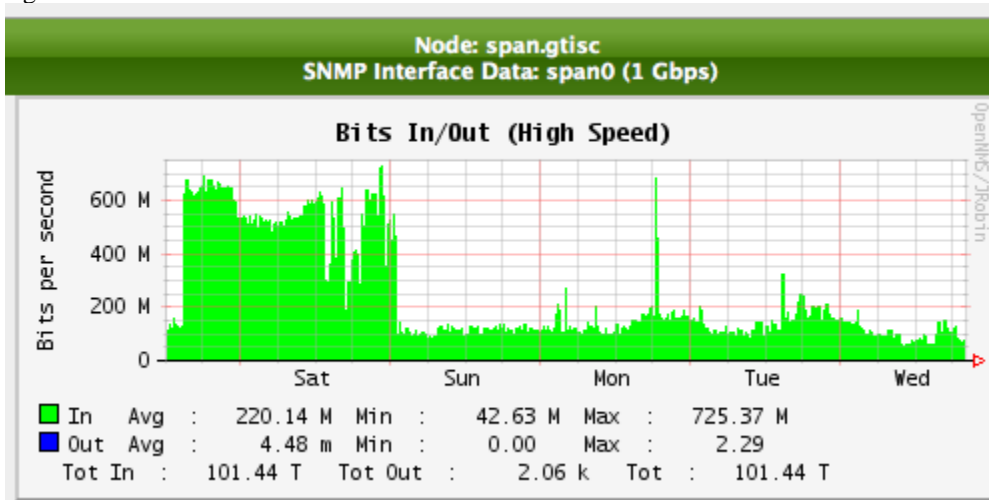 Node: span.gtisc
SNMP Interface Data: span0 (1 Gbps)
Bits In/Out (High Speed)
OpenNMS/JRobin
Bits per second
600 M
400 M
200 M
0
Sat Sun Mon Tue Wed
In Avg : 220.14 M Min : 42.63 M Max : 725.37 M
Out Avg : 4.48 m Min : 0.00 Max : 2.29
Tot In : 101.44 T Tot Out : 2.06 k Tot : 101.44 T